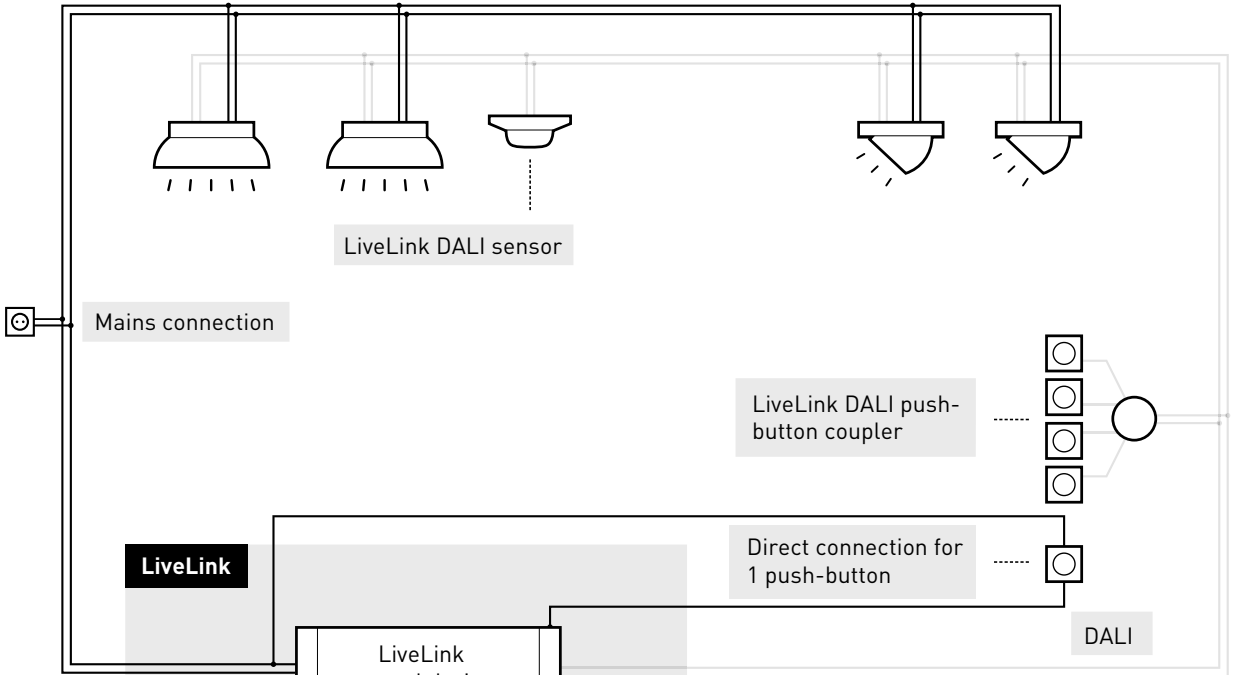 LiveLink DALI sensor
Mains connection
LiveLink DALI push-
button coupler
Direct connection for
1 push-button
LiveLink
DALI
LiveLink